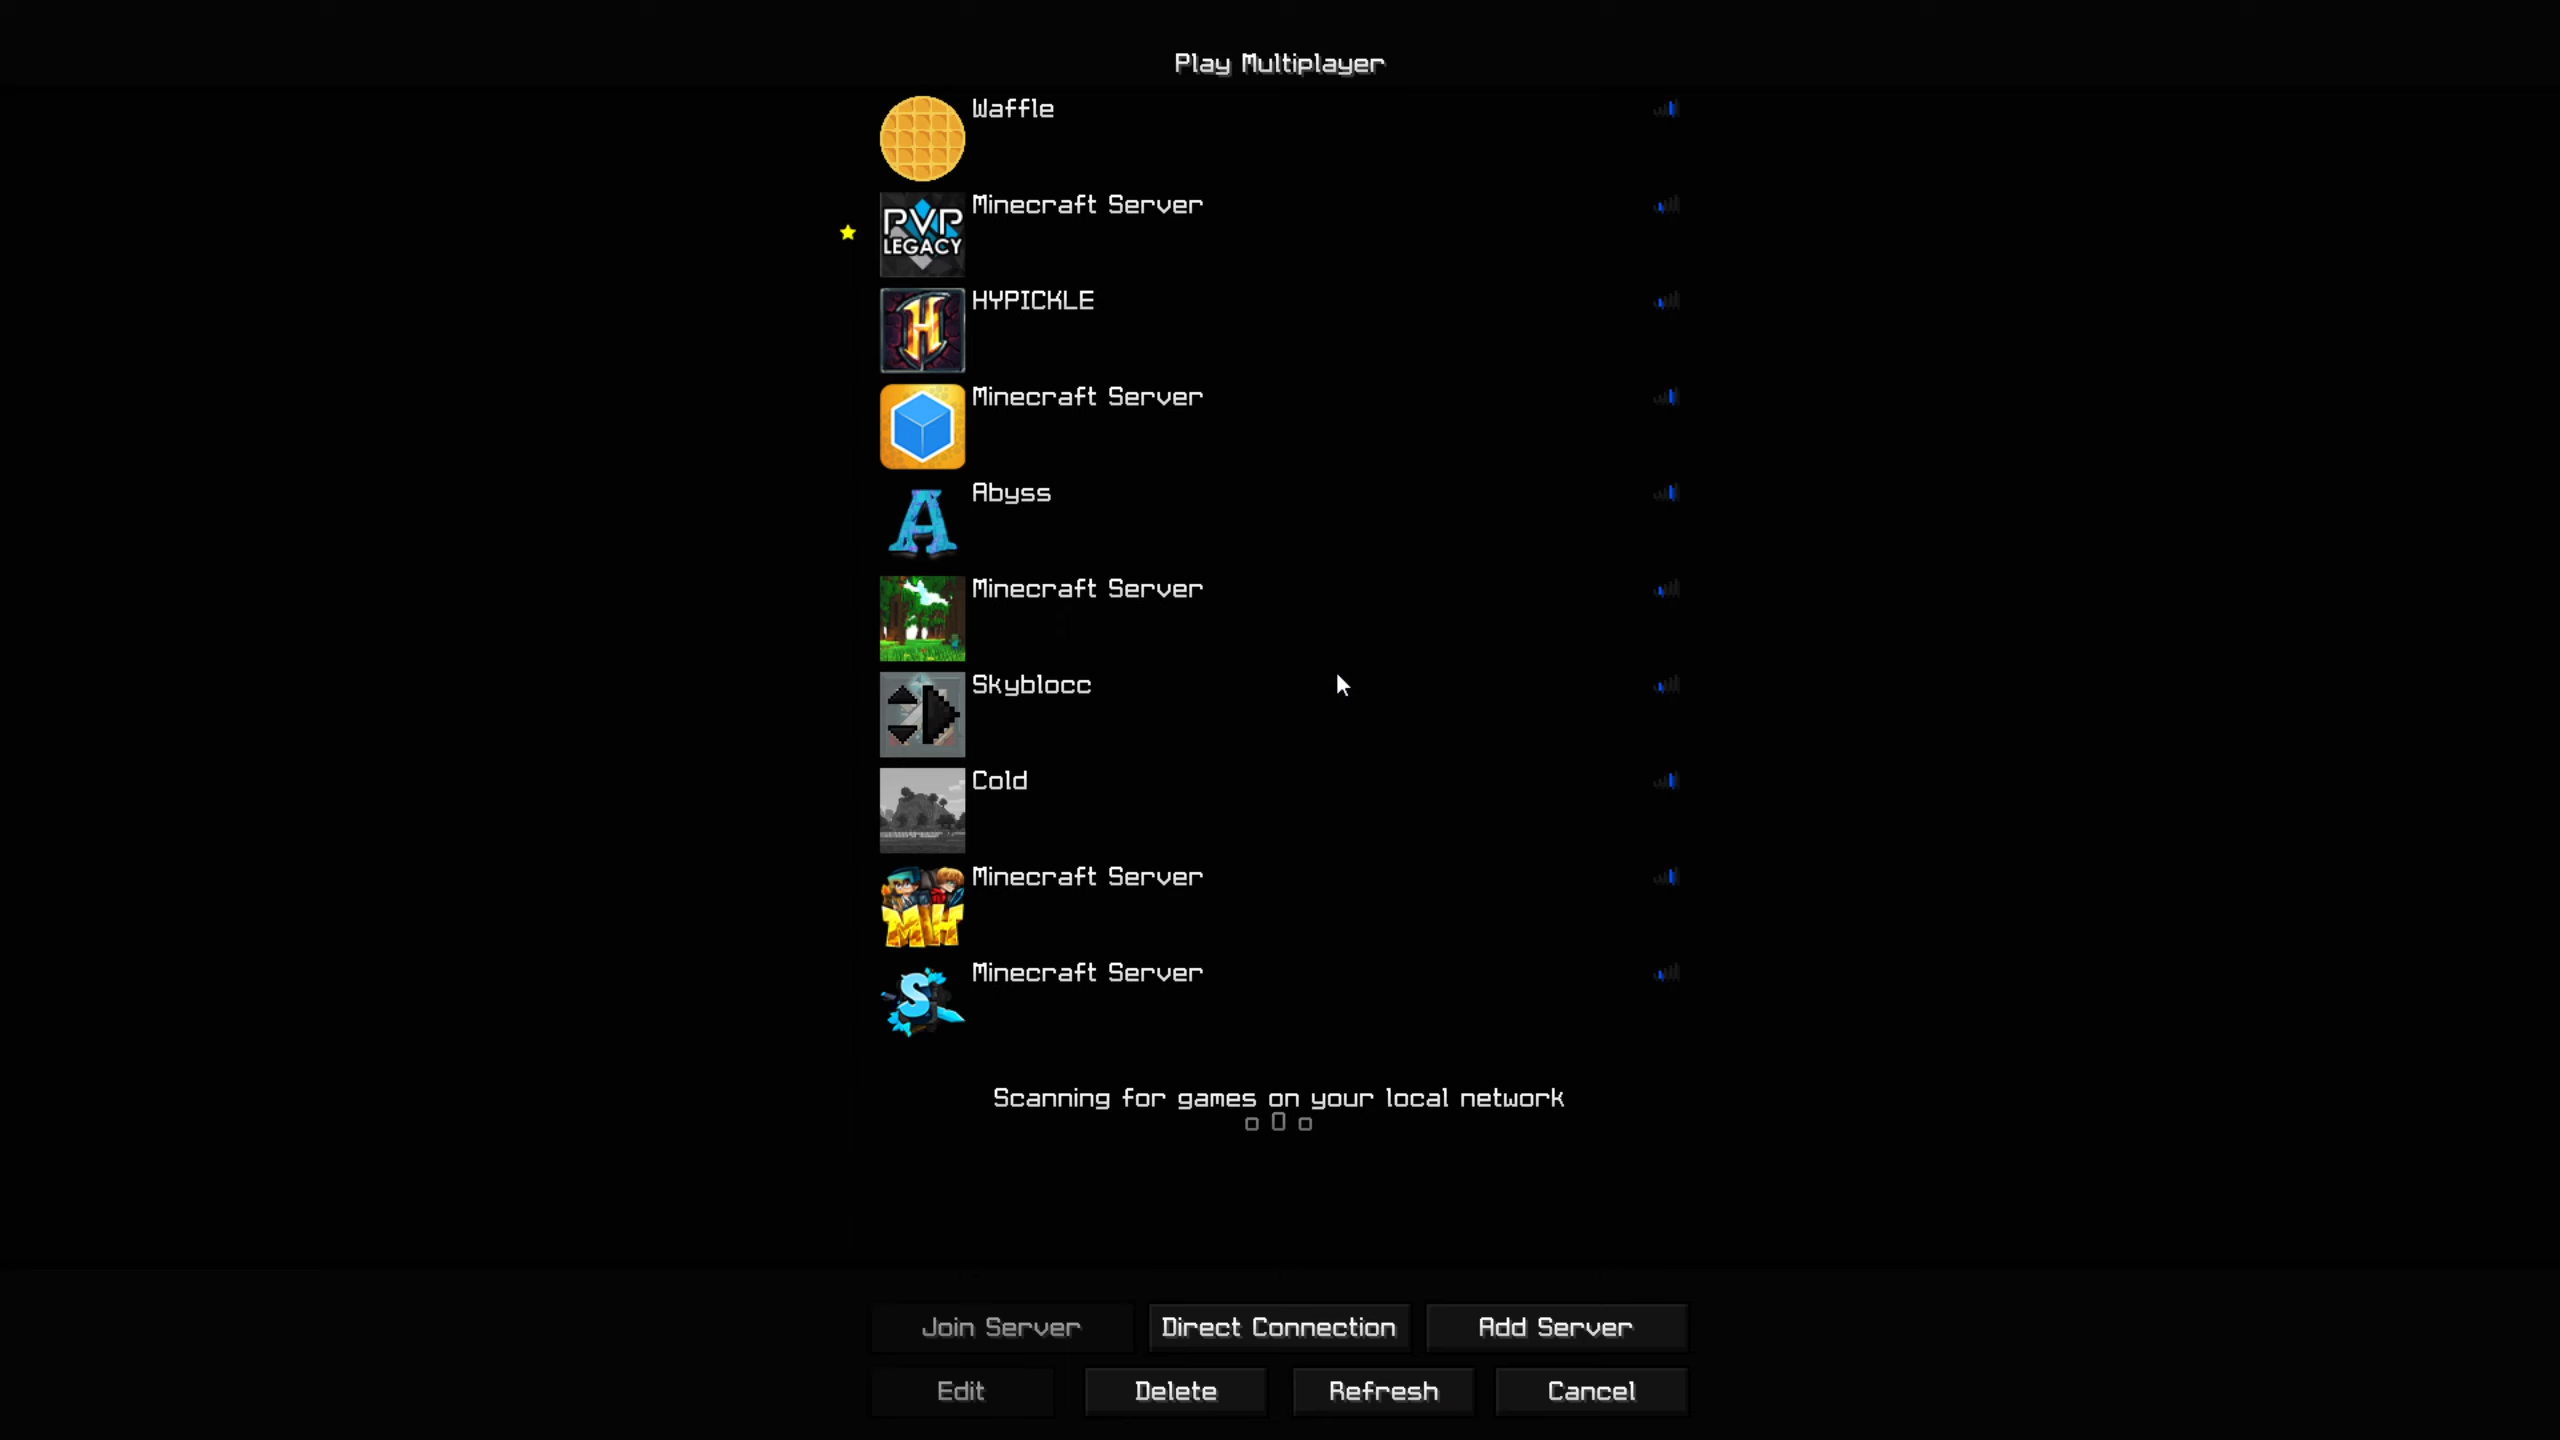 Play Multiplayer
Waffle
Minecraft Server
PVP
LEGACY
HYPICKLE
H
Minecraft Server
Abyss
A
Minecraft Server
Skyblocc
Cold
Minecraft Server
MH
Minecraft Server
S
Scanning for games on your local network
o O o
Join Server Direct Connection Add Server
Edit Delete Refresh Cancel